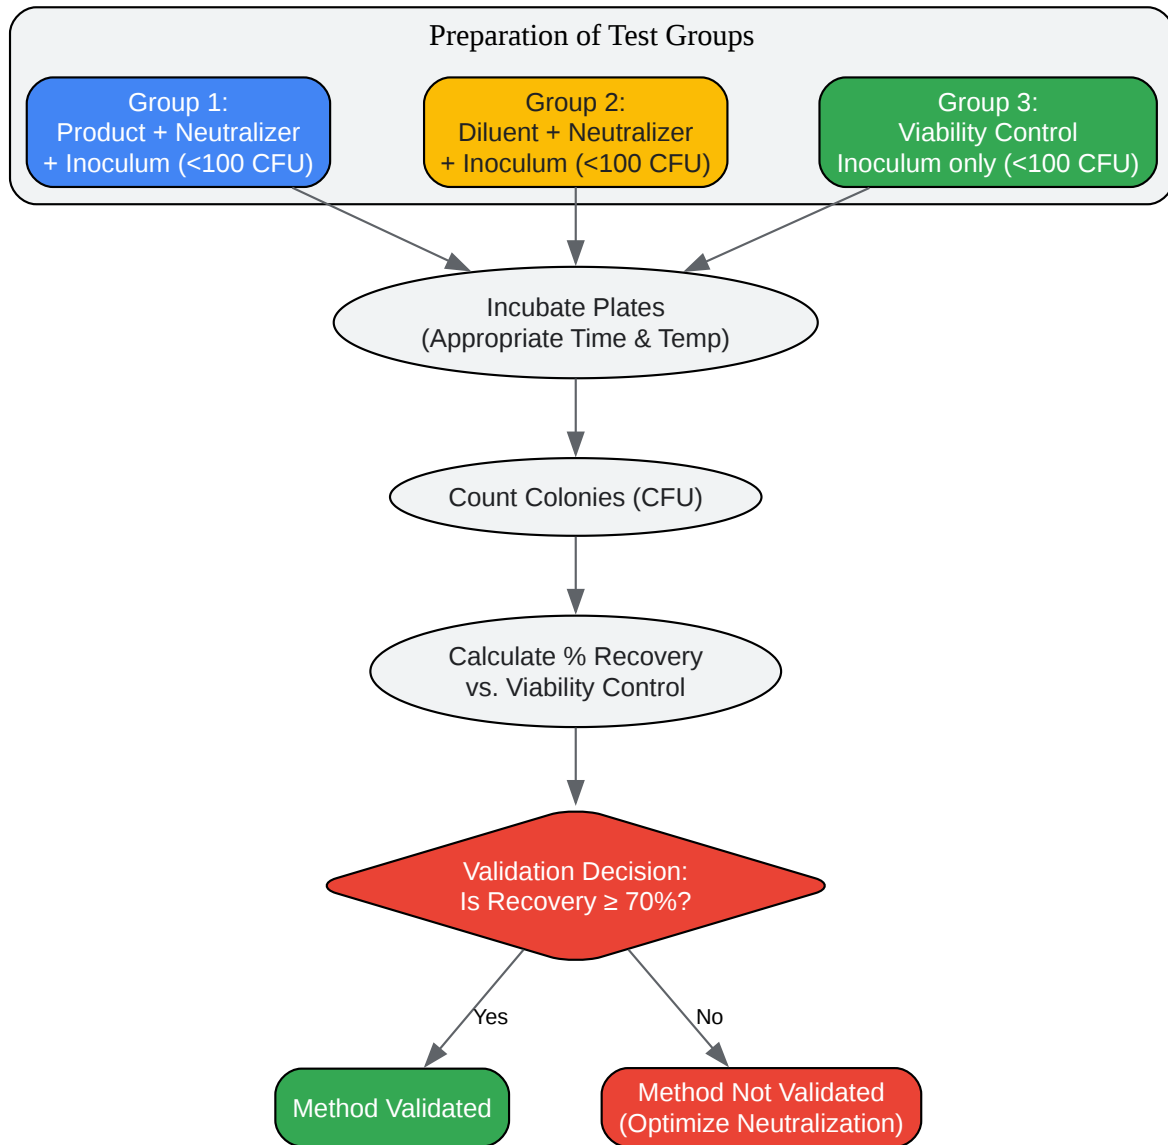 Preparation of Test Groups
Group 1:
Product + Neutralizer
+ Inoculum (<100 CFU)
Group 2:
Diluent + Neutralizer
+ Inoculum (<100 CFU)
Group 3:
Viability Control
Inoculum only (<100 CFU)
Incubate Plates
(Appropriate Time & Temp)
Count Colonies (CFU)
Calculate % Recovery
vs. Viability Control
Validation Decision:
Is Recovery ≥ 70%?
Yes
No
Method Validated
Method Not Validated
(Optimize Neutralization)